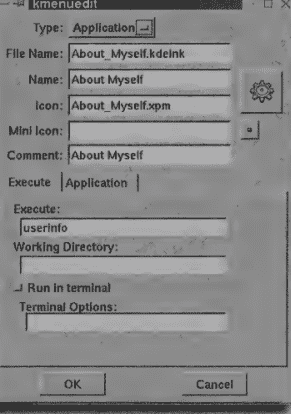 kmenuedit
Type: Application
File Name: About_Myself.kdelnk
Name: About Myself
Icon: About_Myself.xpm
Mini Icon:
Comment: About Myself
Execute Application
Execute:
userinfo
Working Directory:
Run in terminal
Terminal Options:
OK Cancel